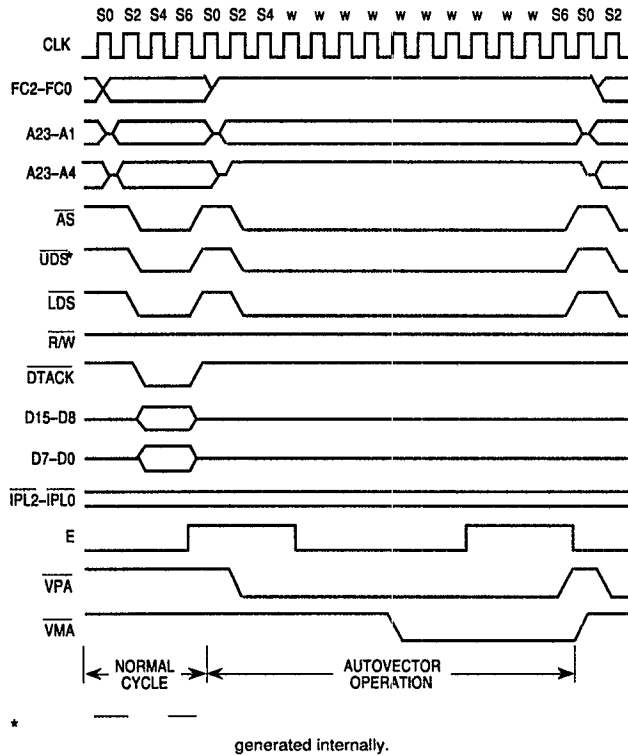 S0 S2 S4 S6 S0 S2 S4 w w w w w w w w w w S6 S0 S2
CLK
FC2–FC0
A23–A1
A23–A4
AS
UDS*
LDS
R/W
DTACK
D15–D8
D7–D0
IPL2–IPL0
E
VPA
VMA
NORMAL CYCLE
AUTOVECTOR OPERATION
*
generated internally.